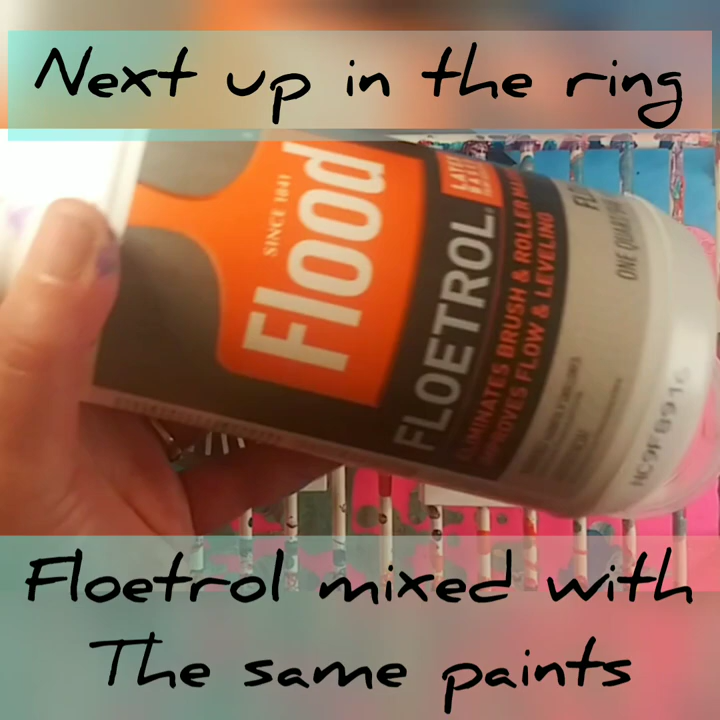 Next up in the ring
SINCE 1841
Flood
FLOETROL
LATEX
ELIMINATES BRUSH & ROLLER
IMPROVES FLOW & LEVELING
ONE QUART
Floetrol mixed with
The same paints